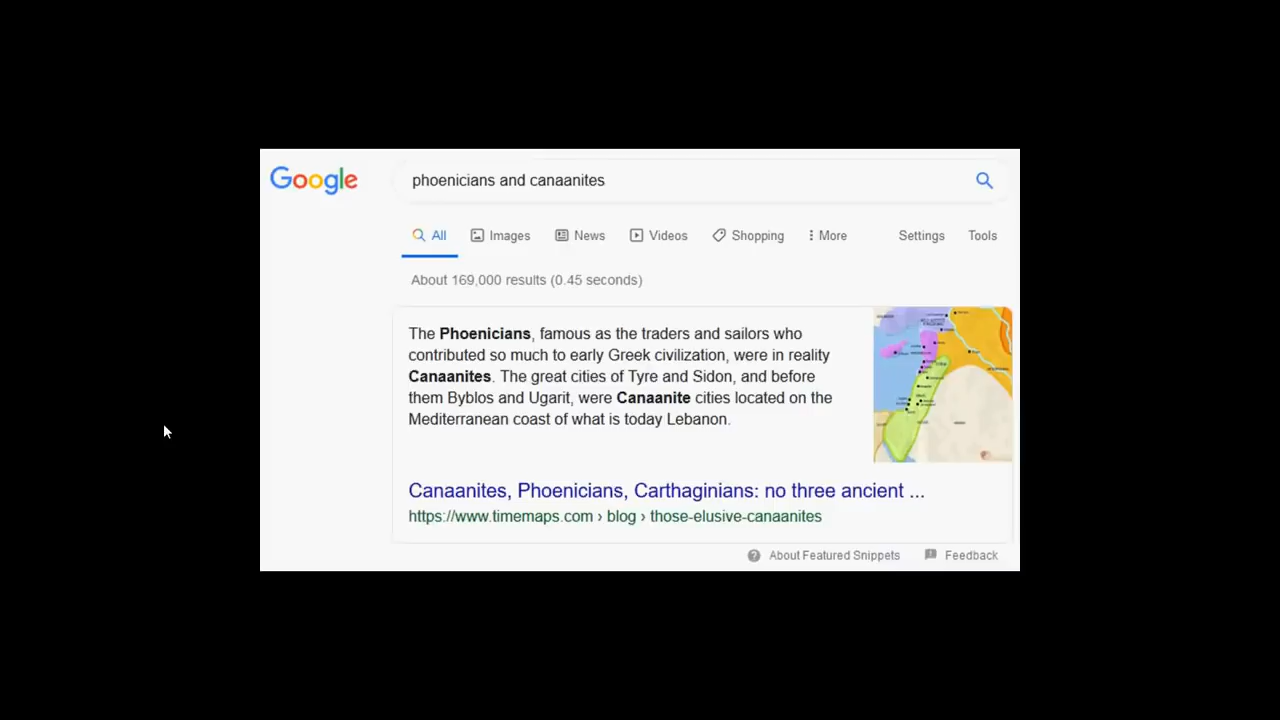 Google
phoenicians and canaanites
All Images News Videos Shopping More Settings Tools
About 169,000 results (0.45 seconds)
The Phoenicians, famous as the traders and sailors who
contributed so much to early Greek civilization, were in reality
Canaanites. The great cities of Tyre and Sidon, and before
them Byblos and Ugarit, were Canaanite cities located on the
Mediterranean coast of what is today Lebanon.
Canaanites, Phoenicians, Carthaginians: no three ancient ...
https://www.timemaps.com › blog › those-elusive-canaanites
About Featured Snippets Feedback